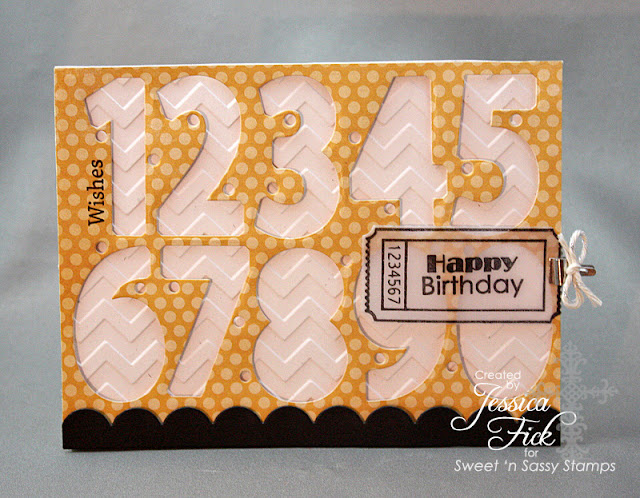 12345
Wishes
67890
1234567
Happy
Birthday
Created
by
Jessica
Fick
for
Sweet 'n Sassy Stamps